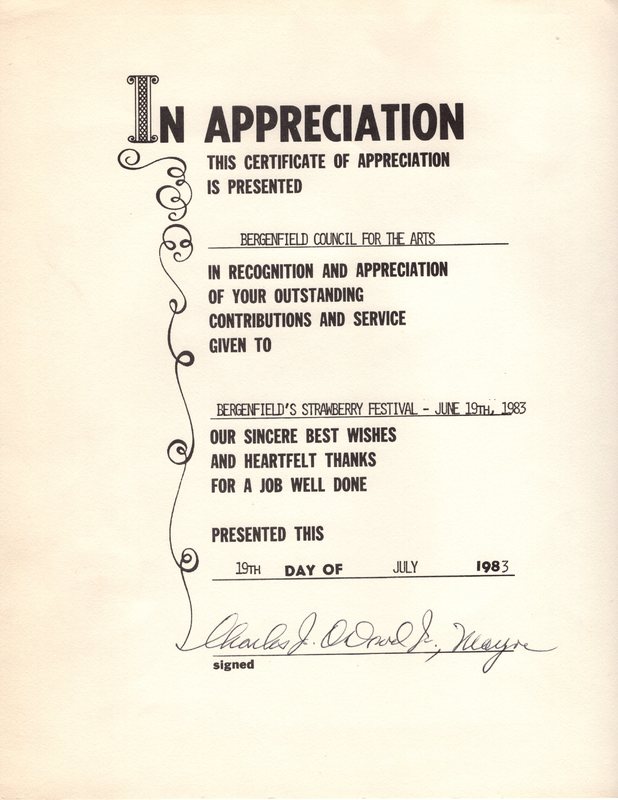 IN APPRECIATION
THIS CERTIFICATE OF APPRECIATION
IS PRESENTED
BERGENFIELD COUNCIL FOR THE ARTS
IN RECOGNITION AND APPRECIATION
OF YOUR OUTSTANDING
CONTRIBUTIONS AND SERVICE
GIVEN TO
BERGENFIELD'S STRAWBERRY FESTIVAL - JUNE 19TH, 1983
OUR SINCERE BEST WISHES
AND HEARTFELT THANKS
FOR A JOB WELL DONE
PRESENTED THIS
19TH DAY OF JULY 1983
Charles J. O'Dowd Jr., Mayor
signed